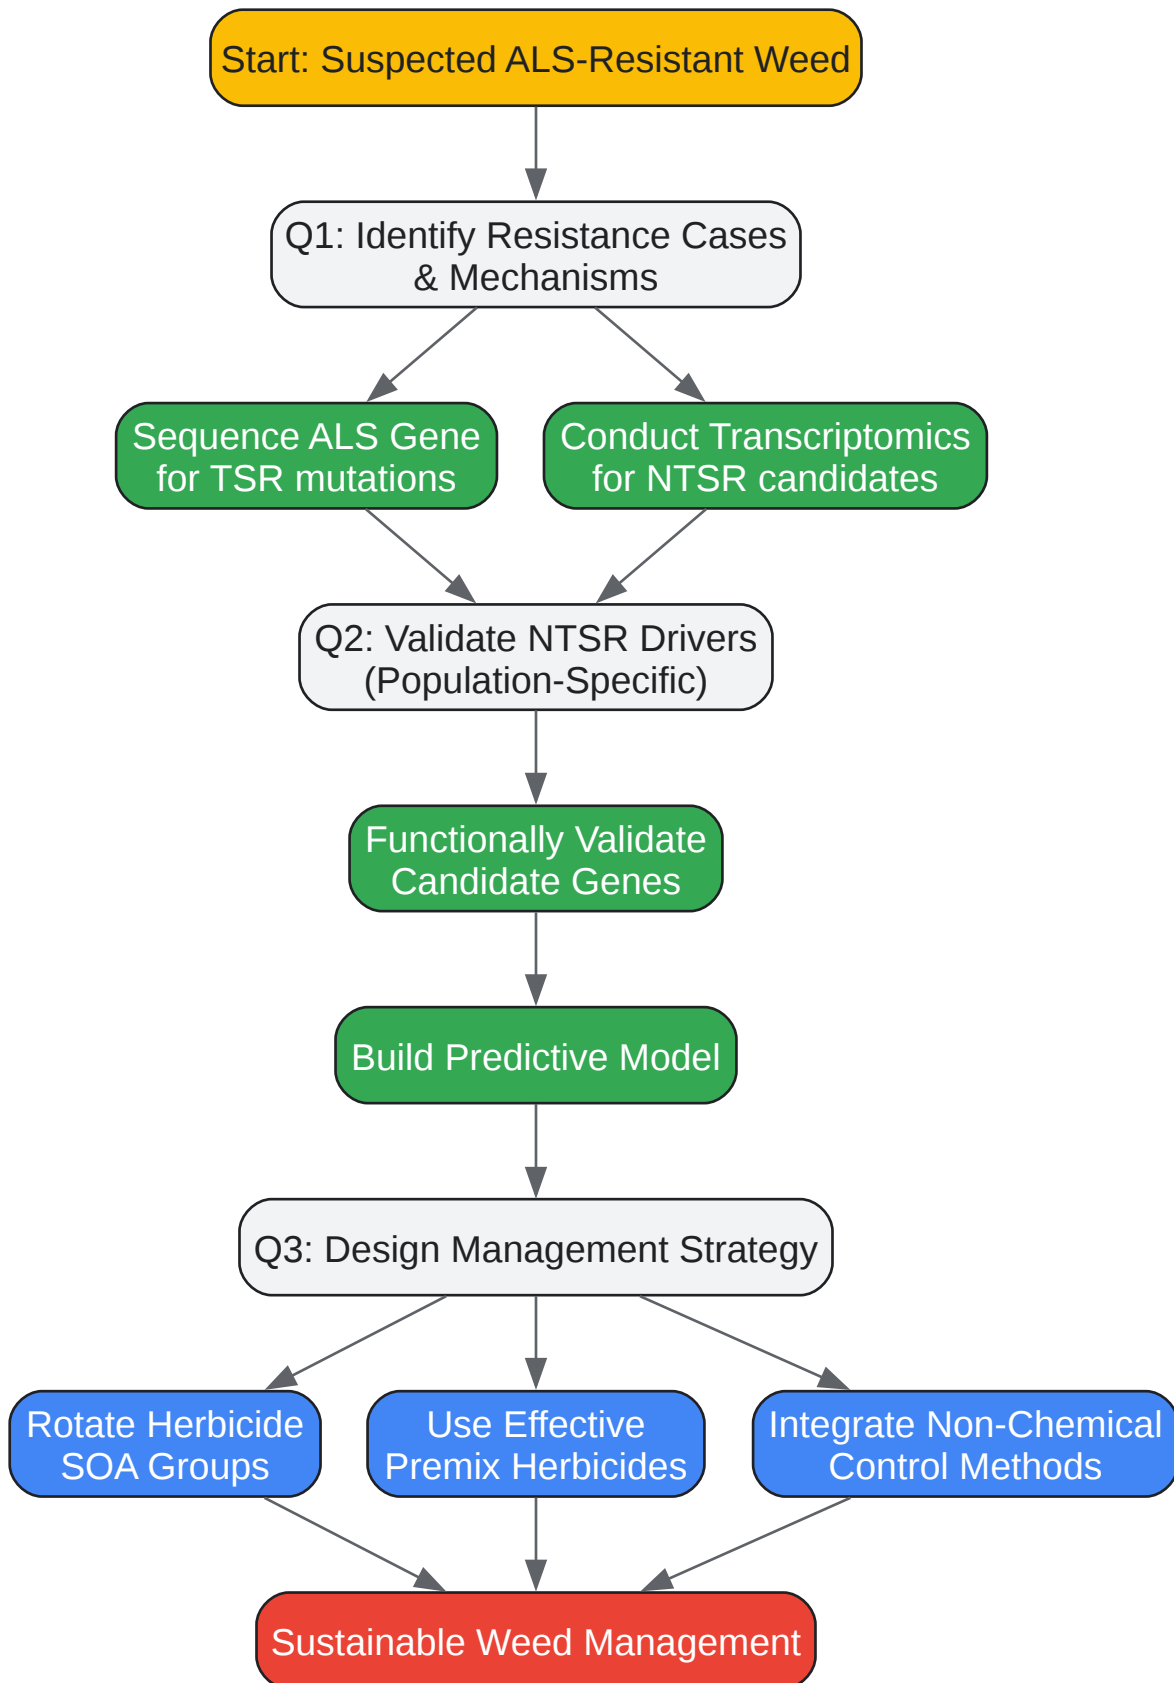 Start: Suspected ALS-Resistant Weed
Q1: Identify Resistance Cases
& Mechanisms
Sequence ALS Gene
for TSR mutations
Conduct Transcriptomics
for NTSR candidates
Q2: Validate NTSR Drivers
(Population-Specific)
Functionally Validate
Candidate Genes
Build Predictive Model
Q3: Design Management Strategy
Rotate Herbicide
SOA Groups
Use Effective
Premix Herbicides
Integrate Non-Chemical
Control Methods
Sustainable Weed Management